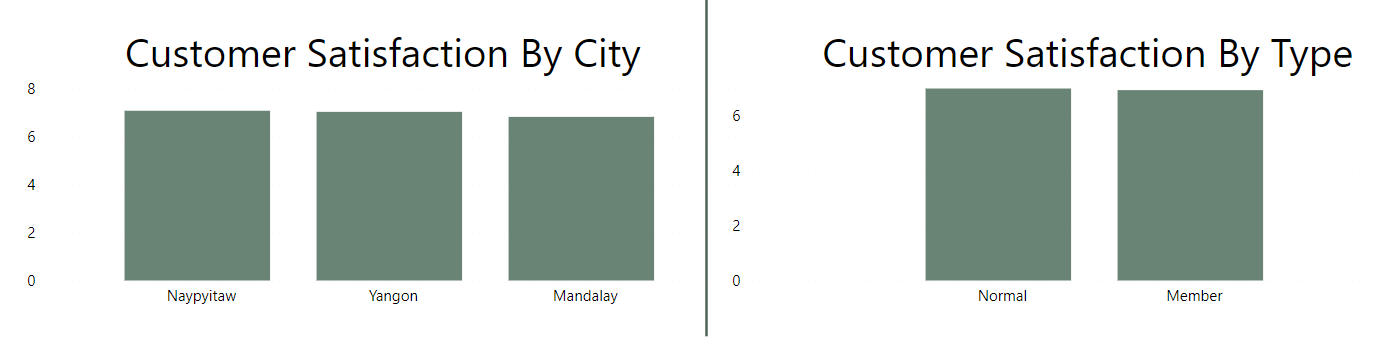 Customer Satisfaction By City
8
6
4
2
0
Naypyitaw Yangon Mandalay
Customer Satisfaction By Type
6
4
2
0
Normal Member